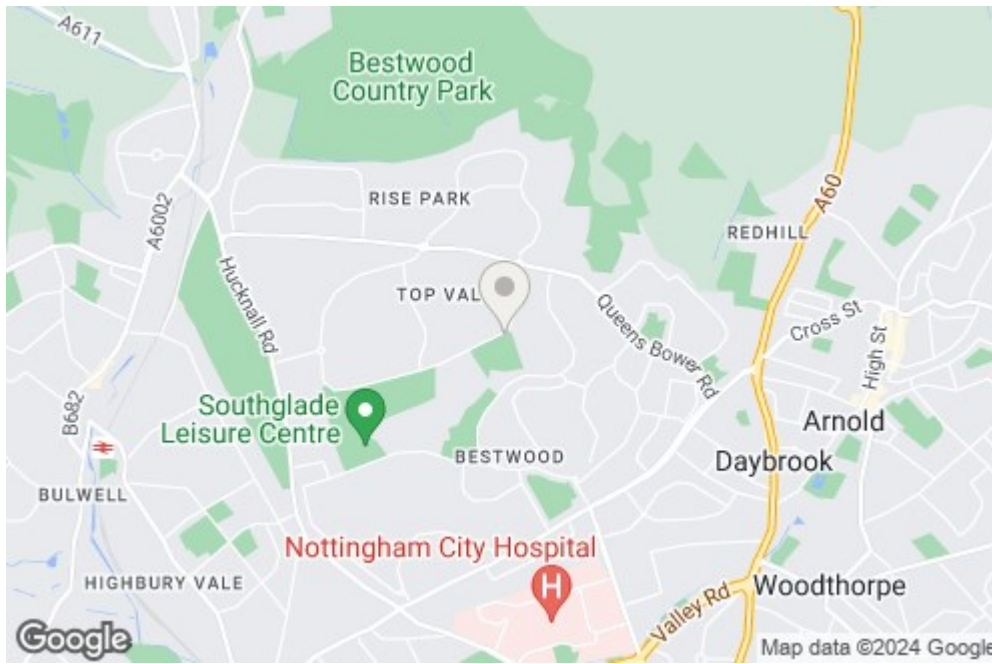 A611
Bestwood
Country Park
A60
RISE PARK
A6002
REDHILL
Hucknall Rd
TOP VAL
Queens Bower Rd
Cross St
High St
Southglade
Leisure Centre
B682
Arnold
BESTWOOD
Daybrook
BULWELL
Nottingham City Hospital
H
HIGHBURY VALE
Valley Rd
Woodthorpe
Google
Map data ©2024 Google